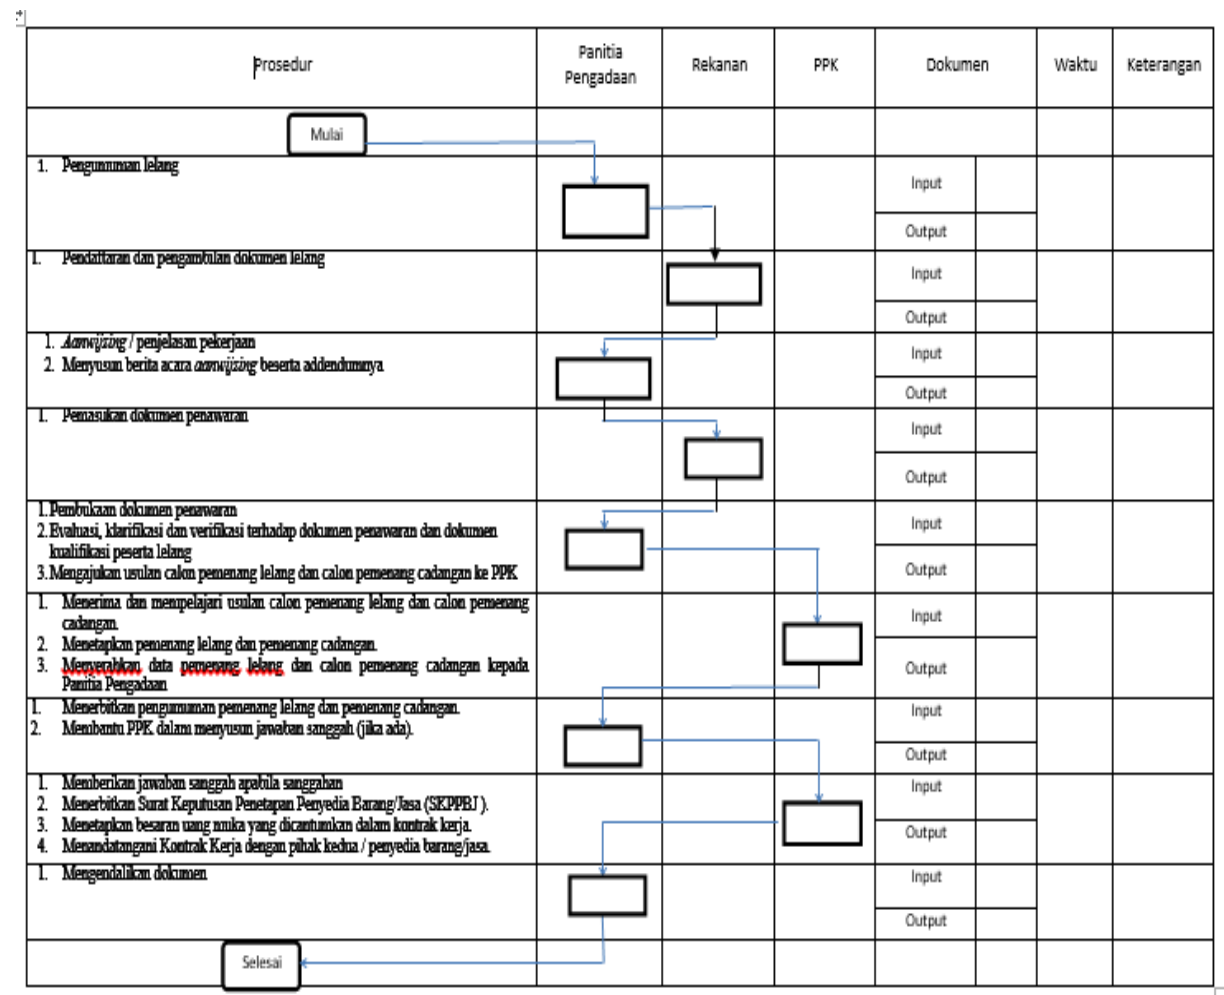 Prosedur
Panitia
Pengadaan
Rekanan
PPK
Dokumen
Waktu
Keterangan
Mulai
1. Pengumuman lelang
Input
Output
1. Pendaftaran dan pengambilan dokumen lelang
Input
Output
1. Aanwijzing / penjelasan pekerjaan
2. Menyusun berita acara aanwijzing beserta addendumnya
Input
Output
1. Pemasukan dokumen penawaran
Input
Output
1. Pembukaan dokumen penawaran
2. Evaluasi, klarifikasi dan verifikasi terhadap dokumen penawaran dan dokumen
kualifikasi peserta lelang
3. Mengajukan usulan calon pemenang lelang dan calon pemenang cadangan ke PPK
Input
Output
1. Menerima dan mempelajari usulan calon pemenang lelang dan calon pemenang
cadangan.
2. Menetapkan pemenang lelang dan pemenang cadangan.
3. Menyerahkan data pemenang lelang dan calon pemenang cadangan kepada
Panitia Pengadaan
Input
Output
1. Menerbitkan pengumuman pemenang lelang dan pemenang cadangan.
2. Membantu PPK dalam menyusun jawaban sanggah (jika ada).
Input
Output
1. Memberikan jawaban sanggah apabila sanggahan
2. Menerbitkan Surat Keputusan Penetapan Penyedia Barang/Jasa (SKPPBJ ).
3. Menetapkan besaran uang muka yang dicantumkan dalam kontrak kerja.
4. Menandatangani Kontrak Kerja dengan pihak kedua / penyedia barang/jasa.
Input
Output
1. Mengendalikan dokumen
Input
Output
Selesai